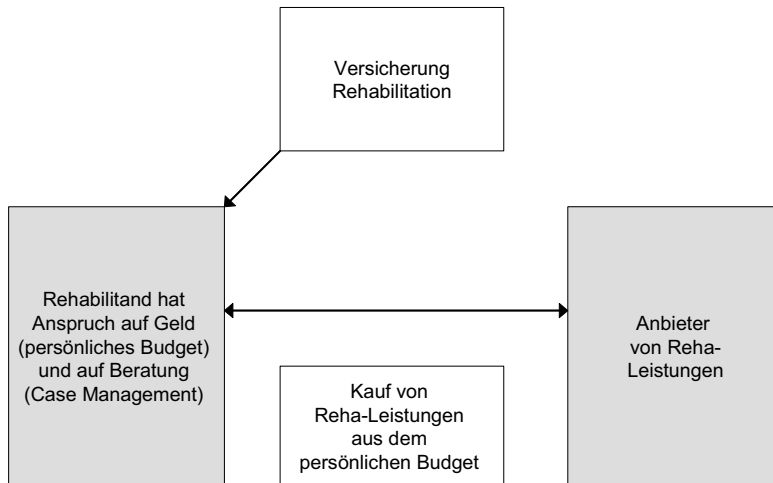 Versicherung
Rehabilitation
Rehabilitand hat
Anspruch auf Geld
(persönliches Budget)
und auf Beratung
(Case Management)
Anbieter
von Reha-
Leistungen
Kauf von
Reha-Leistungen
aus dem
persönlichen Budget